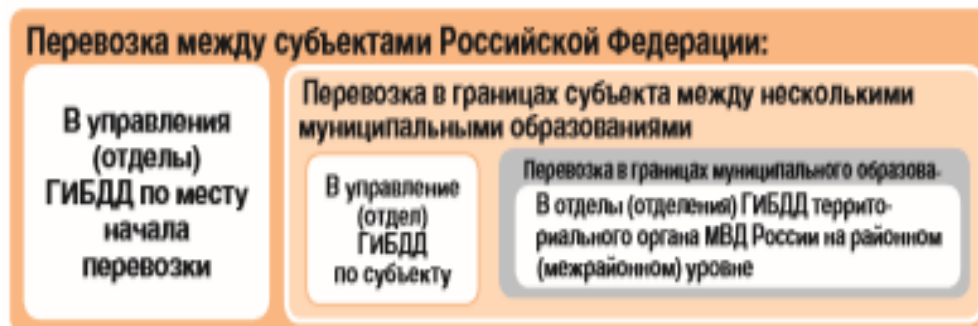 Перевозка между субъектами Российской Федерации:
В управления
(отделы)
ГИБДД по месту
начала
перевозки
Перевозка в границах субъекта между несколькими
муниципальными образованиями
В управление
(отдел)
ГИБДД
по субъекту
Перевозка в границах муниципального образова-
В отделы (отделения) ГИБДД террито-
риального органа МВД России на районном
(межрайонном) уровне